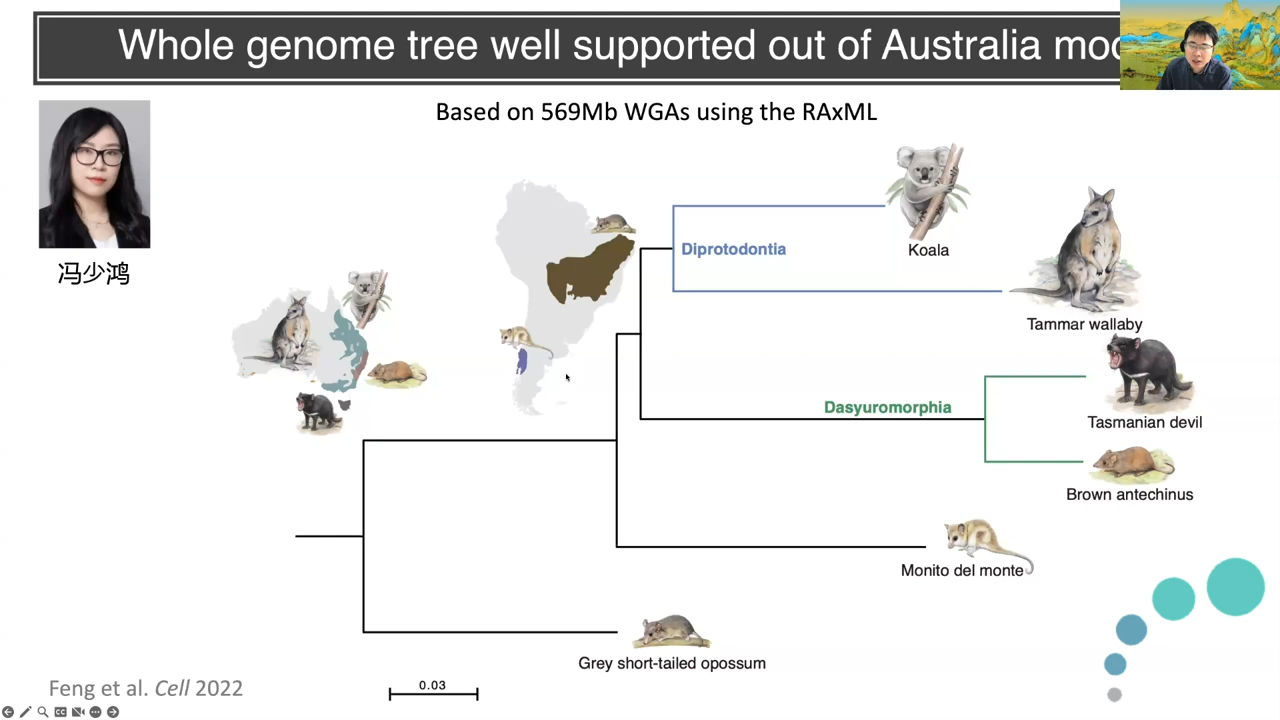 Whole genome tree well supported out of Australia
Based on 569Mb WGAs using the RAxML
冯少鸿
Koala
Diprotodontia
Tammar wallaby
Dasyuromorphia
Tasmanian devil
Brown antechinus
Monito del monte
Grey short-tailed opossum
0.03
Feng et al. Cell 2022